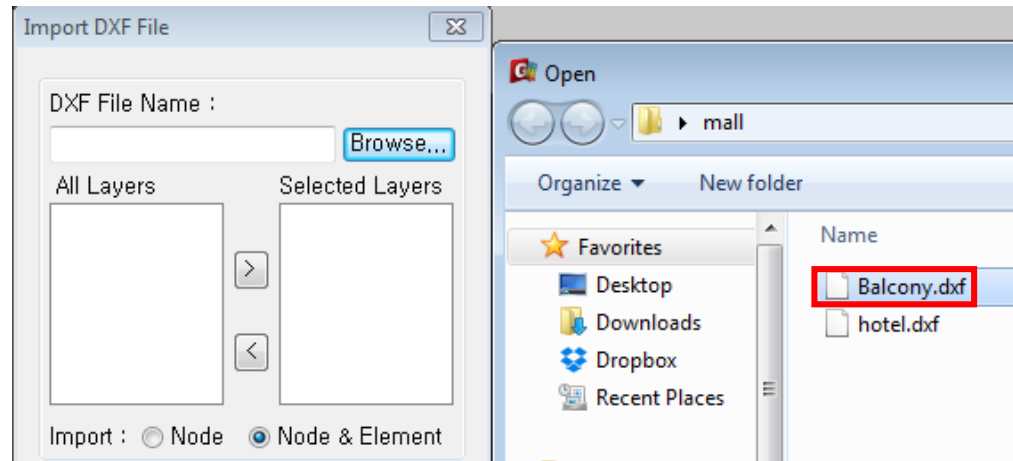 Import DXF File
DXF File Name :
Browse...
All Layers
Selected Layers
>
<
Import : Node Node & Element
Open
mall
Organize New folder
Favorites
Desktop
Downloads
Dropbox
Recent Places
Name
Balcony.dxf
hotel.dxf